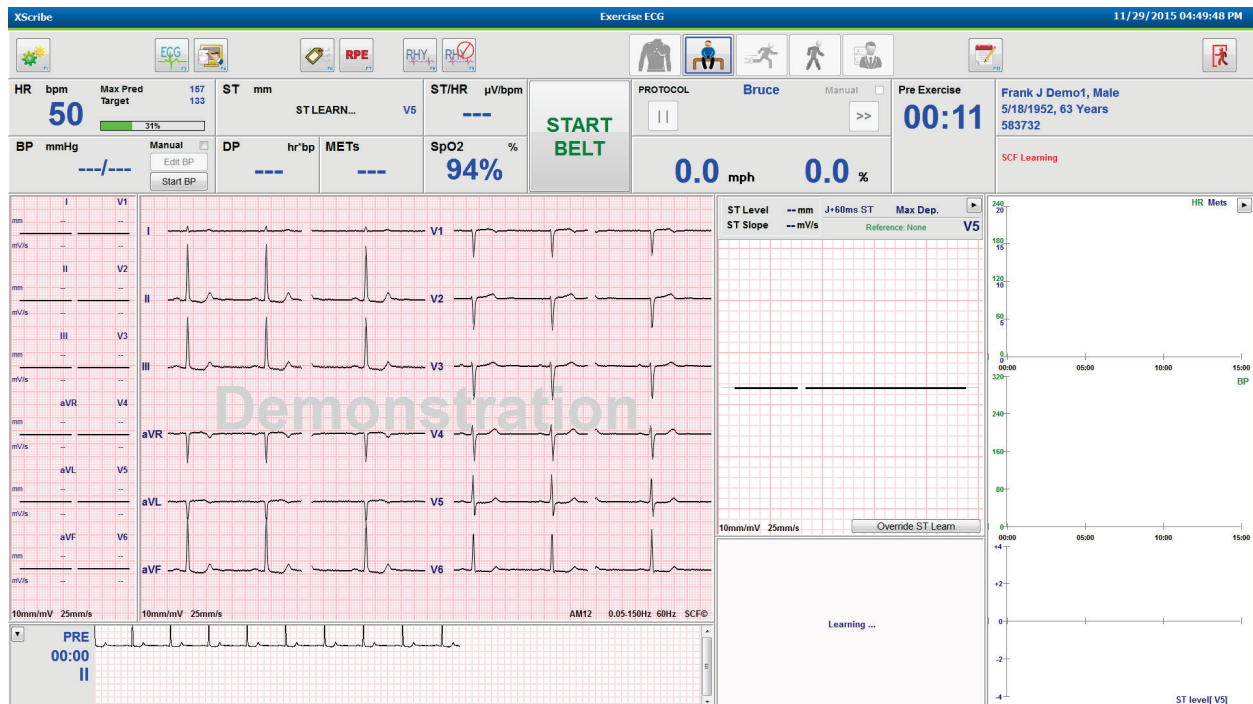 XScribe Exercise ECG 11/29/2015 04:49:48 PM
F1 ECG F3 F4 F6 RPE F7 RHY F8 RHY F9 F11
HR bpm Max Pred 157
Target 133
50
31%
ST mm
ST LEARN... V5
ST/HR µV/bpm
---
START
BELT
PROTOCOL Bruce Manual
| | >>
Pre Exercise
00:11
Frank J Demo1, Male
5/18/1952, 63 Years
583732
BP mmHg Manual
---/---
Edit BP
Start BP
DP hr*bp
---
METs
---
SpO2 %
94%
0.0 mph 0.0 %
SCF Learning
I V1
mm -- --
mV/s -- --
II V2
mm -- --
mV/s -- --
III V3
mm -- --
mV/s -- --
aVR V4
mm -- --
mV/s -- --
aVL V5
mm -- --
mV/s -- --
aVF V6
mm -- --
mV/s -- --
10mm/mV 25mm/s
I V1
II V2
III V3
Demonstration
aVR V4
aVL V5
aVF V6
10mm/mV 25mm/s AM12 0.05-150Hz 60Hz SCF©
ST Level -- mm J+60ms ST Max Dep.
ST Slope -- mV/s Reference: None V5
10mm/mV 25mm/s Override ST Learn
Learning ...
HR Mets
240
20
180
15
120
10
60
5
0
0
00:00 05:00 10:00 15:00
BP
320
240
160
80
0
00:00 05:00 10:00 15:00
+4
+2
0
-2
-4
ST level[ V5]
PRE
00:00
II